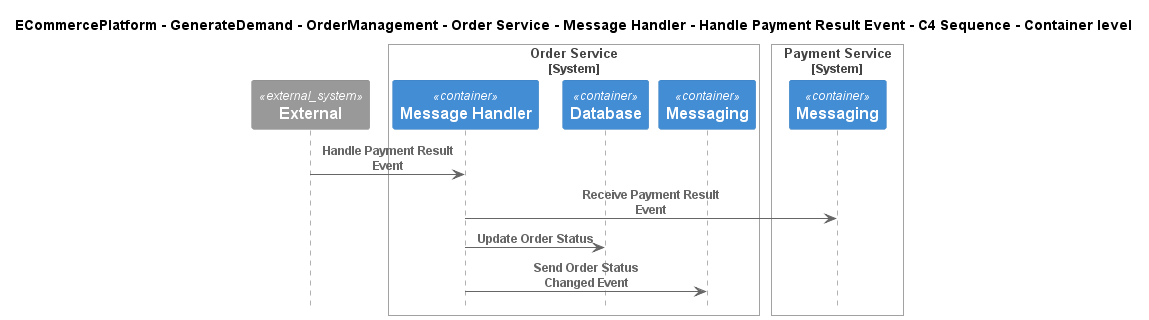 ECommercePlatform - GenerateDemand - OrderManagement - Order Service - Message Handler - Handle Payment Result Event - C4 Sequence - Container level
Order Service
[System]
Payment Service
[System]
«external_system»
External
«container»
Message Handler
«container»
Database
«container»
Messaging
«container»
Messaging
Handle Payment Result
Event
Receive Payment Result
Event
Update Order Status
Send Order Status
Changed Event